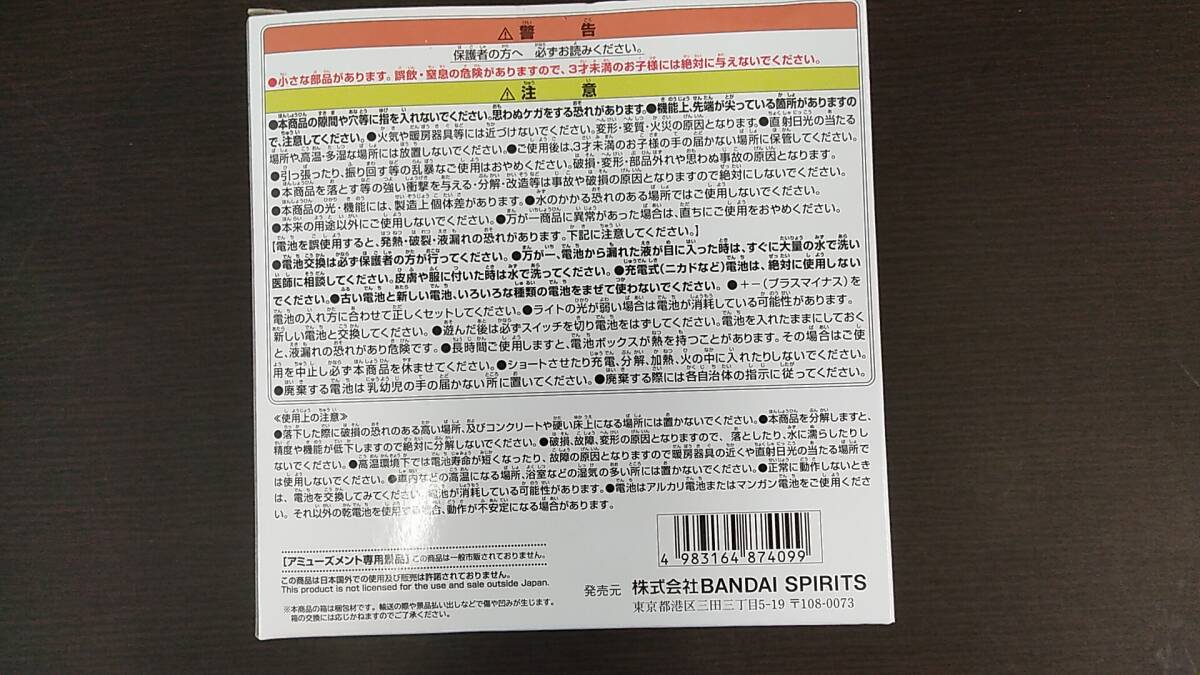 ⚠警告
保護者の方へ 必ずお読みください。
●小さな部品があります。誤飲・窒息の危険がありますので、3才未満のお子様には絶対に与えないでください。
⚠注意
●本商品の隙間や穴等に指を入れないでください。思わぬケガをする恐れがあります。●機能上、先端が尖っている箇所がありますの
で、注意してください。●火気や暖房器具等には近づけないでください。変形・変質・火災の原因となります。●直射日光の当たる
場所や高温・多湿な場所には放置しないでください。●ご使用後は、3才未満のお子様の手の届かない場所に保管してください。
●引っ張ったり、振り回す等の乱暴なご使用はおやめください。破損・変形・部品外れや思わぬ事故の原因となります。
●本商品を落とす等の強い衝撃を与える・分解・改造等は事故や破損の原因となりますので絶対にしないでください。
●本商品の光・機能には、製造上個体差があります。●水のかかる恐れのある場所ではご使用しないでください。
●本来の用途以外にご使用しないでください。●万が一商品に異常があった場合は、直ちにご使用をおやめください。
【電池を誤使用すると、発熱・破裂・液漏れの恐れがあります。下記に注意してください。】
●電池交換は必ず保護者の方が行ってください。●万が一、電池から漏れた液が目に入った時は、すぐに大量の水で洗い
医師に相談してください。皮膚や服に付いた時は水で洗ってください。●充電式(ニカドなど)電池は、絶対に使用しない
でください。●古い電池と新しい電池、いろいろな種類の電池をまぜて使わないでください。●+−(プラスマイナス)を
電池の入れ方に合わせて正しくセットしてください。●ライトの光が弱い場合は電池が消耗している可能性があります。
新しい電池と交換してください。●遊んだ後は必ずスイッチを切り電池をはずしてください。電池を入れたままにしておく
と、液漏れの恐れがあり危険です。●長時間ご使用しますと、電池ボックスが熱を持つことがあります。その場合はご使
用を中止し必ず本商品を休ませてください。●ショートさせたり充電、分解、加熱、火の中に入れたりしないでください。
●廃棄する電池は乳幼児の手の届かない所に置いてください。●廃棄する際には各自治体の指示に従ってください。
≪使用上の注意≫
●落下した際に破損の恐れのある高い場所、及びコンクリートや硬い床上になる場所には置かないでください。●本商品を分解しますと、
精度や機能が低下しますので絶対に分解しないでください。●破損、故障、変形の原因となりますので、落としたり、水に濡らしたりし
ないでください。●高温環境下では電池寿命が短くなったり、故障の原因となりますので暖房器具の近くや直射日光の当たる場所で
は使用しないでください。●車内などの高温になる場所、浴室などの湿気の多い所には置かないでください。●正常に動作しないとき
は、電池を交換してみてください。電池が消耗している可能性があります。●電池はアルカリ電池またはマンガン電池をご使用くださ
い。それ以外の乾電池を使用する場合、動作が不安定になる場合があります。
[アミューズメント専用景品] この商品は一般市販されておりません。
この商品は日本国外での使用及び販売は許諾されておりません。
This product is not licensed for the use and sale outside Japan.
※本商品の箱は梱包材です。輸送の際や景品払い出しなどで傷や凹みが生じます。
箱の交換には応じかねますのでご了承ください。
4 983164 874099
発売元 株式会社BANDAI SPIRITS
東京都港区三田三丁目5-19 〒108-0073